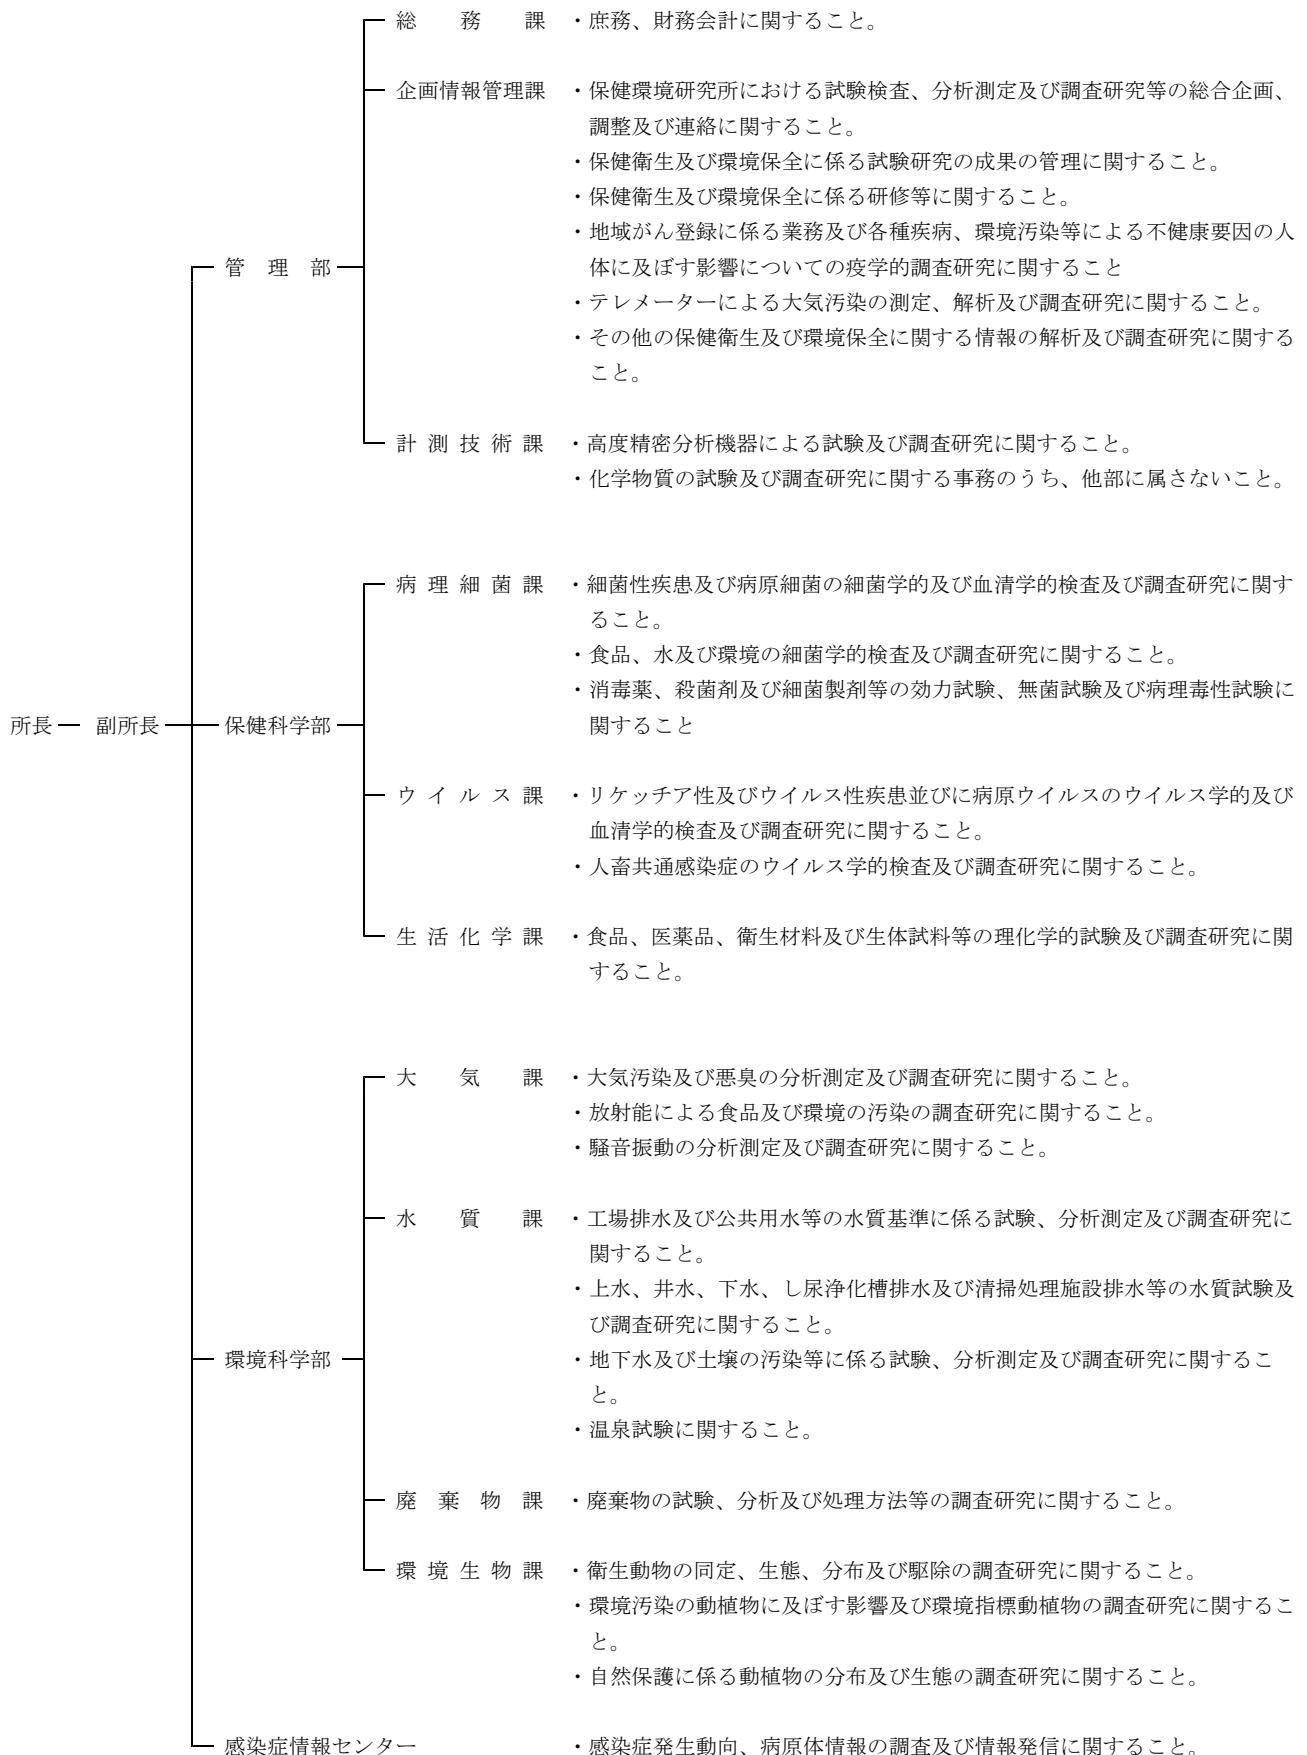 総務課 ・庶務、財務会計に関すること。
企画情報管理課 ・保健環境研究所における試験検査、分析測定及び調査研究等の総合企画、
調整及び連絡に関すること。
・保健衛生及び環境保全に係る試験研究の成果の管理に関すること。
・保健衛生及び環境保全に係る研修等に関すること。
・地域がん登録に係る業務及び各種疾病、環境汚染等による不健康要因の人
管理部 体に及ぼす影響についての疫学的調査研究に関すること
・テレメーターによる大気汚染の測定、解析及び調査研究に関すること。
・その他の保健衛生及び環境保全に関する情報の解析及び調査研究に関する
こと。
計測技術課 ・高度精密分析機器による試験及び調査研究に関すること。
・化学物質の試験及び調査研究に関する事務のうち、他部に属さないこと。
病理細菌課 ・細菌性疾患及び病原細菌の細菌学的及び血清学的検査及び調査研究に関す
ること。
・食品、水及び環境の細菌学的検査及び調査研究に関すること。
・消毒薬、殺菌剤及び細菌製剤等の効力試験、無菌試験及び病理毒性試験に
所長 副所長 保健科学部 関すること
ウイルス課 ・リケッチア性及びウイルス性疾患並びに病原ウイルスのウイルス学的及び
血清学的検査及び調査研究に関すること。
・人畜共通感染症のウイルス学的検査及び調査研究に関すること。
生活化学課 ・食品、医薬品、衛生材料及び生体試料等の理化学的試験及び調査研究に関
すること。
大気課 ・大気汚染及び悪臭の分析測定及び調査研究に関すること。
・放射能による食品及び環境の汚染の調査研究に関すること。
・騒音振動の分析測定及び調査研究に関すること。
水質課 ・工場排水及び公共用水等の水質基準に係る試験、分析測定及び調査研究に
関すること。
・上水、井水、下水、し尿浄化槽排水及び清掃処理施設排水等の水質試験及
び調査研究に関すること。
環境科学部 ・地下水及び土壌の汚染等に係る試験、分析測定及び調査研究に関するこ
と。
・温泉試験に関すること。
廃棄物課 ・廃棄物の試験、分析及び処理方法等の調査研究に関すること。
環境生物課 ・衛生動物の同定、生態、分布及び駆除の調査研究に関すること。
・環境汚染の動植物に及ぼす影響及び環境指標動植物の調査研究に関するこ
と。
・自然保護に係る動植物の分布及び生態の調査研究に関すること。
感染症情報センター ・感染症発生動向、病原体情報の調査及び情報発信に関すること。